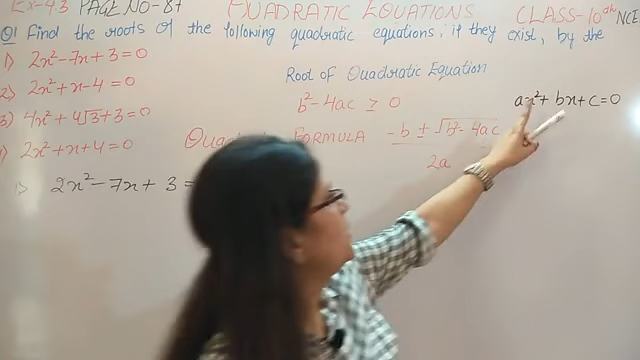 Ex-4.3 PAGE NO-87 QUADRATIC EQUATIONS CLASS-10th NCE
Q1 Find the roots of the following quadratic equations, if they exist, by the
1) 2x²-7x+3=0
2) 2x²+x-4=0
3) 4x²+4√3+3=0
2x²+x+4=0
Root of Quadratic Equation
b²-4ac ≥ 0
ax²+bx+c=0
FORMULA -b ± √b²-4ac
2a
2x²-7x+3=